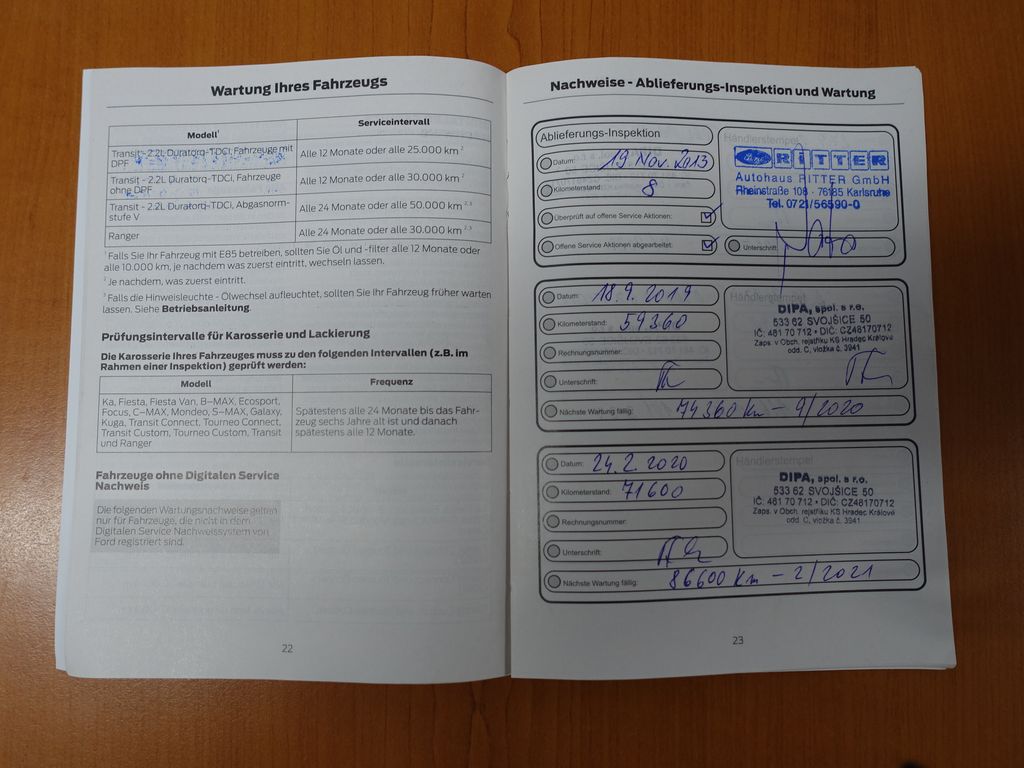 Wartung Ihres Fahrzeugs
Modell¹
Serviceintervall
Transit - 2.2L Duratorq-TDCi, Fahrzeuge mit
DPF
Alle 12 Monate oder alle 25.000 km ²
Transit - 2.2L Duratorq-TDCi, Fahrzeuge
ohne DPF
Alle 12 Monate oder alle 30.000 km ²
Transit - 2.2L Duratorq-TDCi, Abgasnorm-
stufe V
Alle 24 Monate oder alle 50.000 km ²,³
Ranger
Alle 24 Monate oder alle 30.000 km ²,³
¹ Falls Sie Ihr Fahrzeug mit E85 betreiben, sollten Sie Öl und -filter alle 12 Monate oder
alle 10.000 km, je nachdem was zuerst eintritt, wechseln lassen.
² Je nachdem, was zuerst eintritt.
³ Falls die Hinweisleuchte - Ölwechsel aufleuchtet, sollten Sie Ihr Fahrzeug früher warten
lassen. Siehe Betriebsanleitung.
Prüfungsintervalle für Karosserie und Lackierung
Die Karosserie Ihres Fahrzeuges muss zu den folgenden Intervallen (z.B. im
Rahmen einer Inspektion) geprüft werden:
Modell
Frequenz
Ka, Fiesta, Fiesta Van, B-MAX, Ecosport,
Focus, C-MAX, Mondeo, S-MAX, Galaxy,
Kuga, Transit Connect, Tourneo Connect,
Transit Custom, Tourneo Custom, Transit
und Ranger
Spätestens alle 24 Monate bis das Fahr-
zeug sechs Jahre alt ist und danach
spätestens alle 12 Monate.
Fahrzeuge ohne Digitalen Service
Nachweis
Die folgenden Wartungsnachweise gelten
nur für Fahrzeuge, die nicht in dem
Digitalen Service Nachweissystem von
Ford registriert sind.
22
Nachweise - Ablieferungs-Inspektion und Wartung
Ablieferungs-Inspektion
Datum: 19. Nov. 2013
Kilometerstand: 8
Überprüft auf offene Service Aktionen:
Offene Service Aktionen abgearbeitet:
Händlerstempel
Ford RITTER
Autohaus RITTER GmbH
Rheinstraße 108 · 76185 Karlsruhe
Tel. 0721/56590-0
Unterschrift:
Datum: 18.9.2019
Kilometerstand: 59360
Rechnungsnummer:
Unterschrift:
Nächste Wartung fällig: 74360 Km - 9/2020
Händlerstempel
DIPA, spol. s r.o.
533 62 SVOJŠICE 50
IČ: 481 70 712 • DIČ: CZ48170712
Zaps. v Obch. rejstříku KS Hradec Králové
odd. C, vložka č. 3941
Datum: 24.2.2020
Kilometerstand: 71600
Rechnungsnummer:
Unterschrift:
Nächste Wartung fällig: 86600 Km - 2/2021
Händlerstempel
DIPA, spol. s r.o.
533 62 SVOJŠICE 50
IČ: 481 70 712 • DIČ: CZ48170712
Zaps. v Obch. rejstříku KS Hradec Králové
odd. C, vložka č. 3941
23